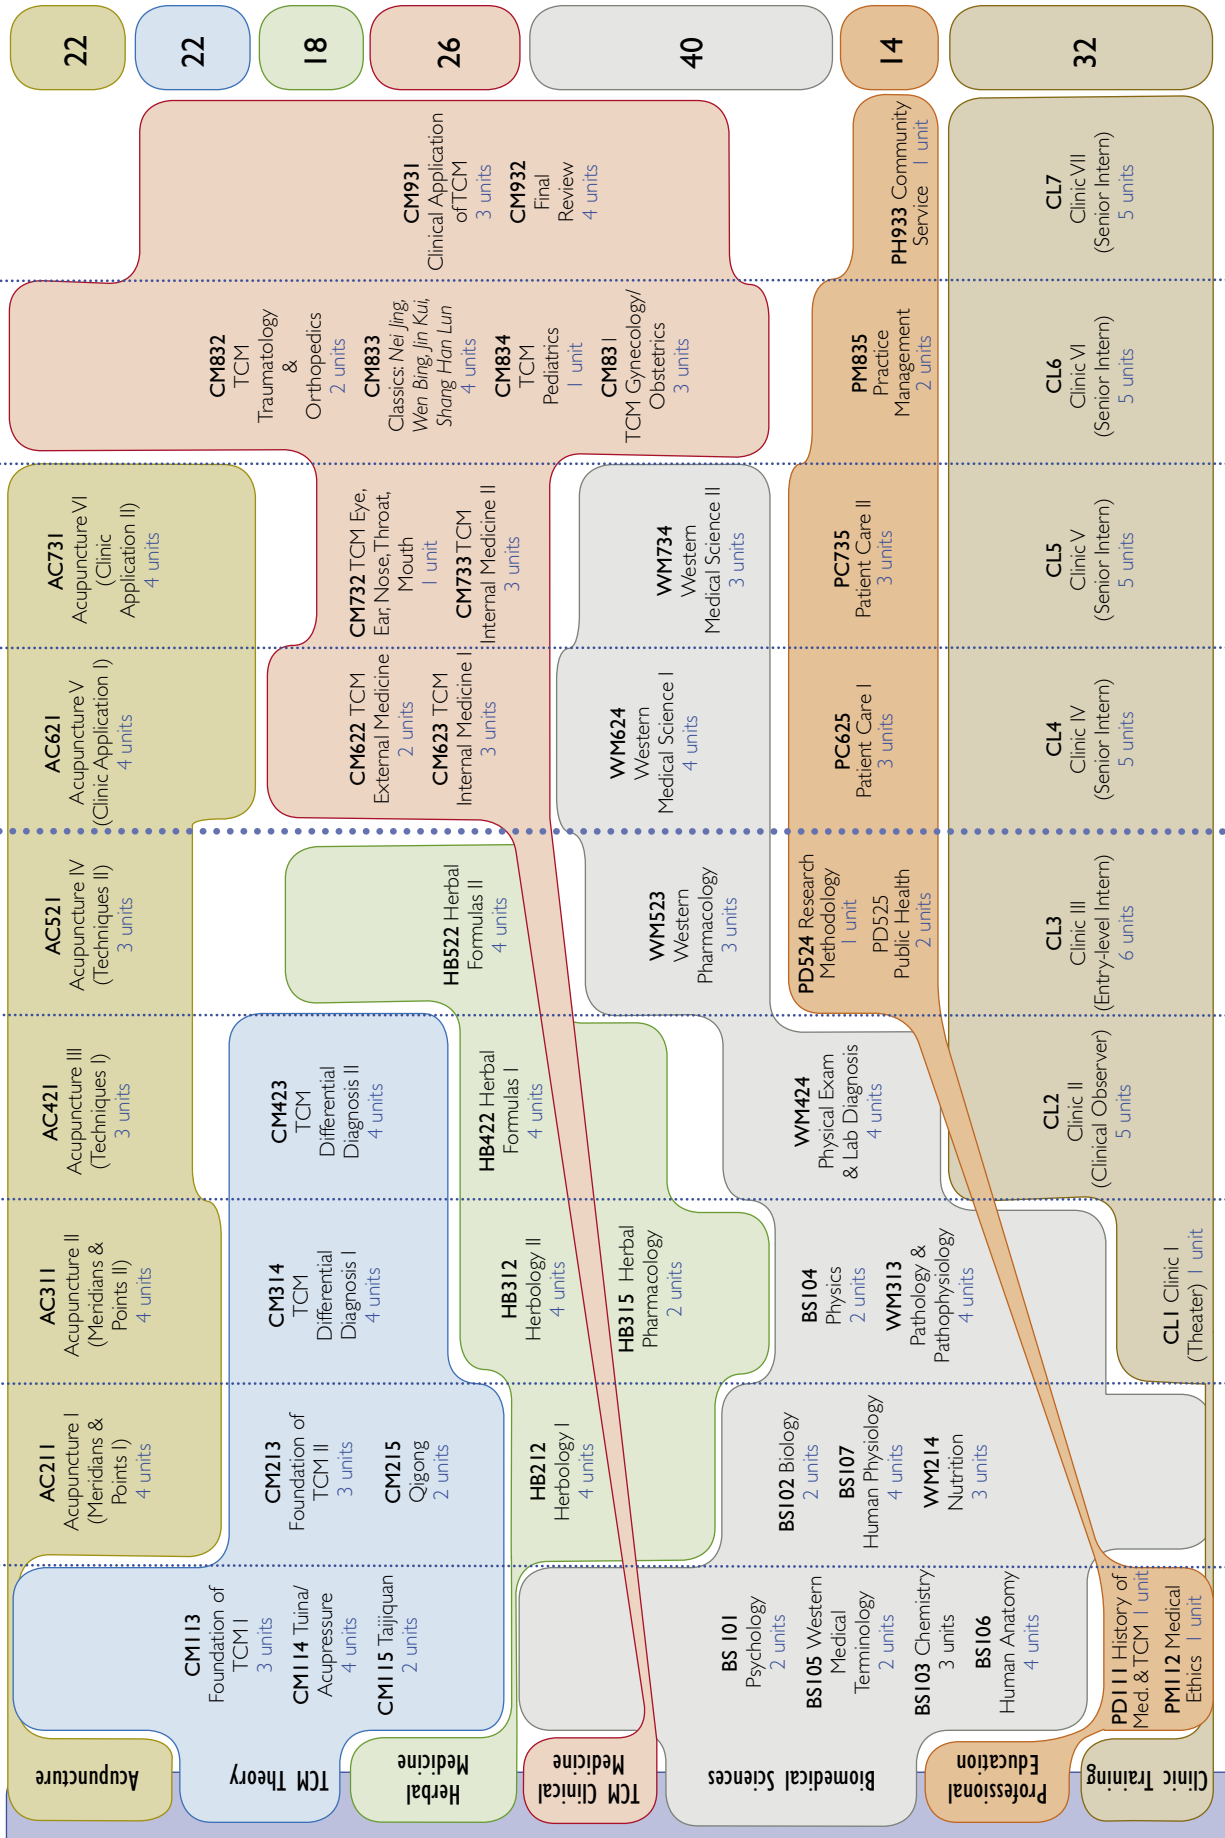 Acupuncture
TCM Theory
Herbal
Medicine
TCM Clinical
Medicine
Biomedical Sciences
Professional
Education
Clinic Training
CM113
Foundation of
TCM I
3 units
CM114 Tuina/
Acupressure
4 units
CM115 Taijiquan
2 units
BS 101
Psychology
2 units
BS105 Western
Medical
Terminology
2 units
BS103 Chemistry
3 units
BS106
Human Anatomy
4 units
PD111 History of
Med. & TCM 1 unit
PM112 Medical
Ethics 1 unit
AC211
Acupuncture I
(Meridians &
Points I)
4 units
CM213
Foundation of
TCM II
3 units
CM215
Qigong
2 units
HB212
Herbology I
4 units
BS102 Biology
2 units
BS107
Human Physiology
4 units
WM214
Nutrition
3 units
AC311
Acupuncture II
(Meridians &
Points II)
4 units
CM314
TCM
Differential
Diagnosis I
4 units
HB312
Herbology II
4 units
HB315 Herbal
Pharmacology
2 units
BS104
Physics
2 units
WM313
Pathology &
Pathophysiology
4 units
CL1 Clinic I
(Theater) 1 unit
AC421
Acupuncture III
(Techniques I)
3 units
CM423
TCM
Differential
Diagnosis II
4 units
HB422 Herbal
Formulas I
4 units
WM424
Physical Exam
& Lab Diagnosis
4 units
CL2
Clinic II
(Clinical Observer)
5 units
AC521
Acupuncture IV
(Techniques II)
3 units
HB522 Herbal
Formulas II
4 units
WM523
Western
Pharmacology
3 units
PD524 Research
Methodology
1 unit
PD525
Public Health
2 units
CL3
Clinic III
(Entry-level Intern)
6 units
AC621
Acupuncture V
(Clinic Application I)
4 units
CM622 TCM
External Medicine
2 units
CM623 TCM
Internal Medicine I
3 units
WM624
Western
Medical Science I
4 units
PC625
Patient Care I
3 units
CL4
Clinic IV
(Senior Intern)
5 units
AC731
Acupuncture VI
(Clinic
Application II)
4 units
CM732 TCM Eye,
Ear, Nose, Throat,
Mouth
1 unit
CM733 TCM
Internal Medicine II
3 units
WM734
Western
Medical Science II
3 units
PC735
Patient Care II
3 units
CL5
Clinic V
(Senior Intern)
5 units
CM832
TCM
Traumatology
&
Orthopedics
2 units
CM833
Classics: Nei Jing,
Wen Bing, Jin Kui,
Shang Han Lun
4 units
CM834
TCM
Pediatrics
1 unit
CM831
TCM Gynecology/
Obstetrics
3 units
PM835
Practice
Management
2 units
CL6
Clinic VI
(Senior Intern)
5 units
CM931
Clinical Application
of TCM
3 units
CM932
Final
Review
4 units
PH933 Community
Service 1 unit
CL7
Clinic VII
(Senior Intern)
5 units
22
22
18
26
40
14
32